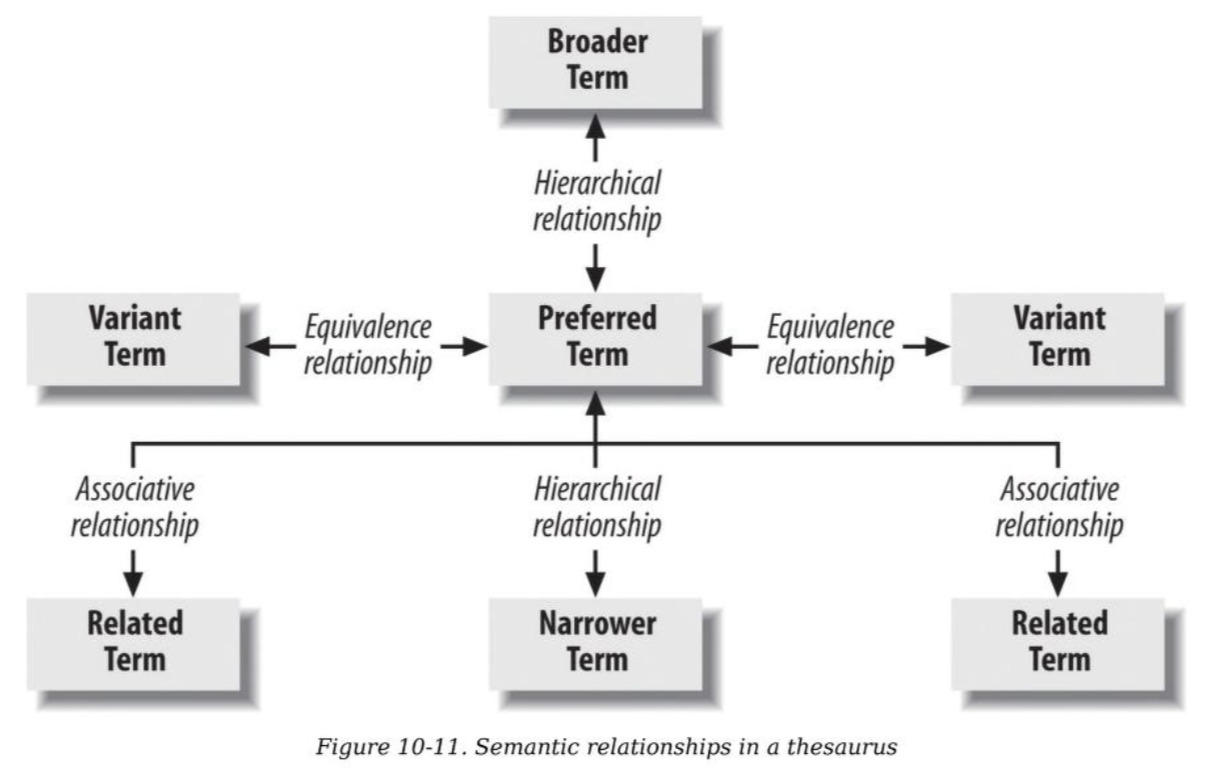 Broader
Term
Hierarchical
relationship
Variant
Term
Equivalence
relationship
Preferred
Term
Equivalence
relationship
Variant
Term
Associative
relationship
Hierarchical
relationship
Associative
relationship
Related
Term
Narrower
Term
Related
Term
Figure 10-11. Semantic relationships in a thesaurus